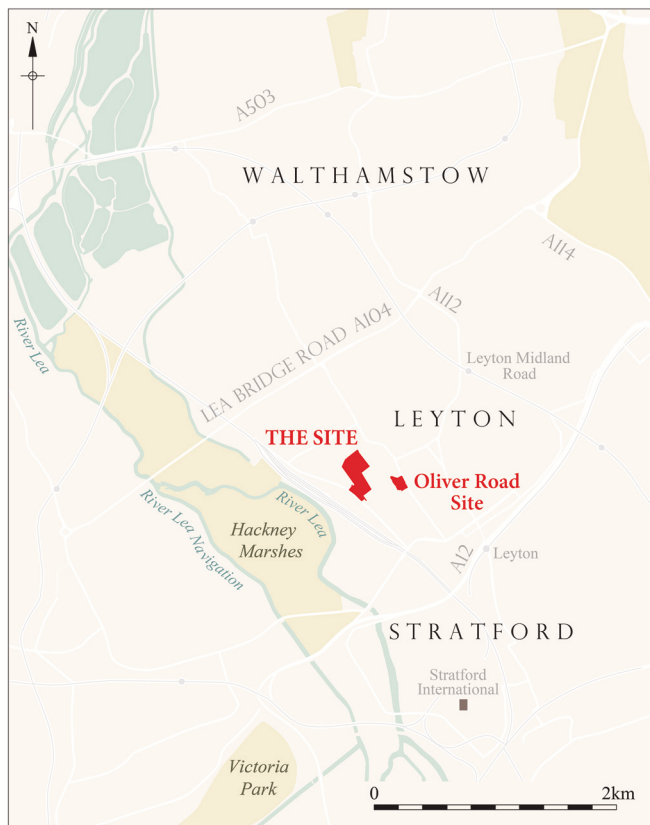 N
A503
WALTHAMSTOW
A114
A112
River Lea
LEA BRIDGE ROAD A104
Leyton Midland
Road
LEYTON
THE SITE
Oliver Road
Site
River Lea
River Lea Navigation
Hackney
Marshes
A12
Leyton
STRATFORD
Stratford
International
Victoria
Park
0 2km